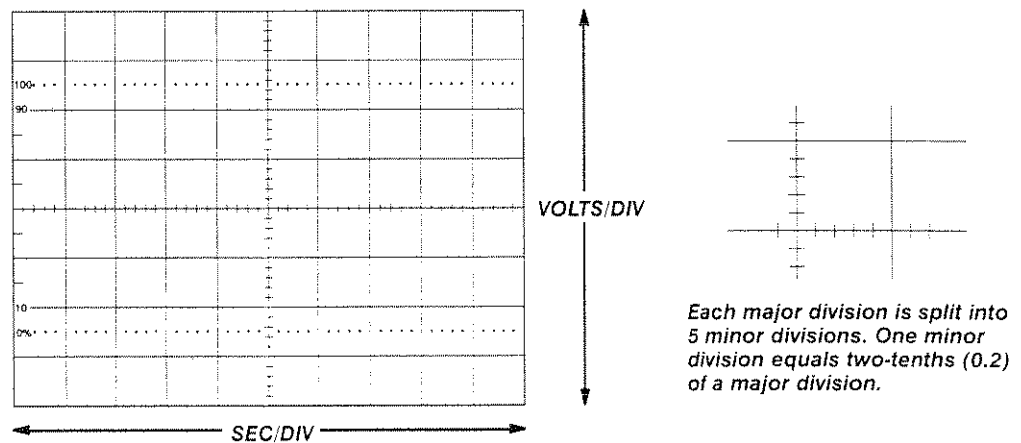 100
90
10
0%
VOLTS/DIV
SEC/DIV
Each major division is split into
5 minor divisions. One minor
division equals two-tenths (0.2)
of a major division.